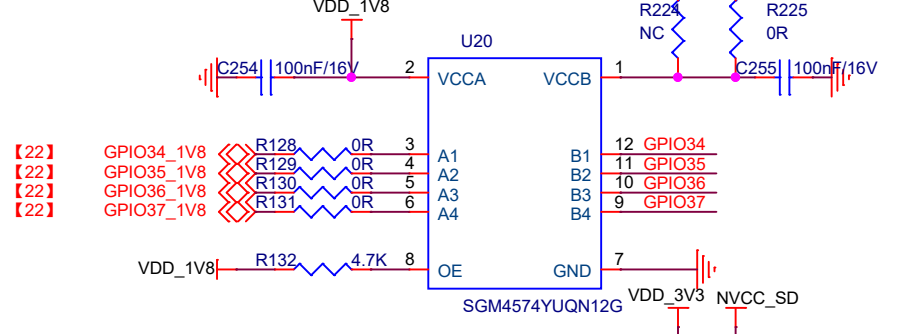 VDD_1V8
R224
NC
R225
0R
U20
C254
100nF/16V
2
VCCA
VCCB
1
C255
100nF/16V
【22】 GPIO34_1V8 R128 0R 3 A1 B1 12 GPIO34
【22】 GPIO35_1V8 R129 0R 4 A2 B2 11 GPIO35
【22】 GPIO36_1V8 R130 0R 5 A3 B3 10 GPIO36
【22】 GPIO37_1V8 R131 0R 6 A4 B4 9 GPIO37
VDD_1V8 R132 4.7K 8 OE GND 7
SGM4574YUQN12G
VDD_3V3 NVCC_SD